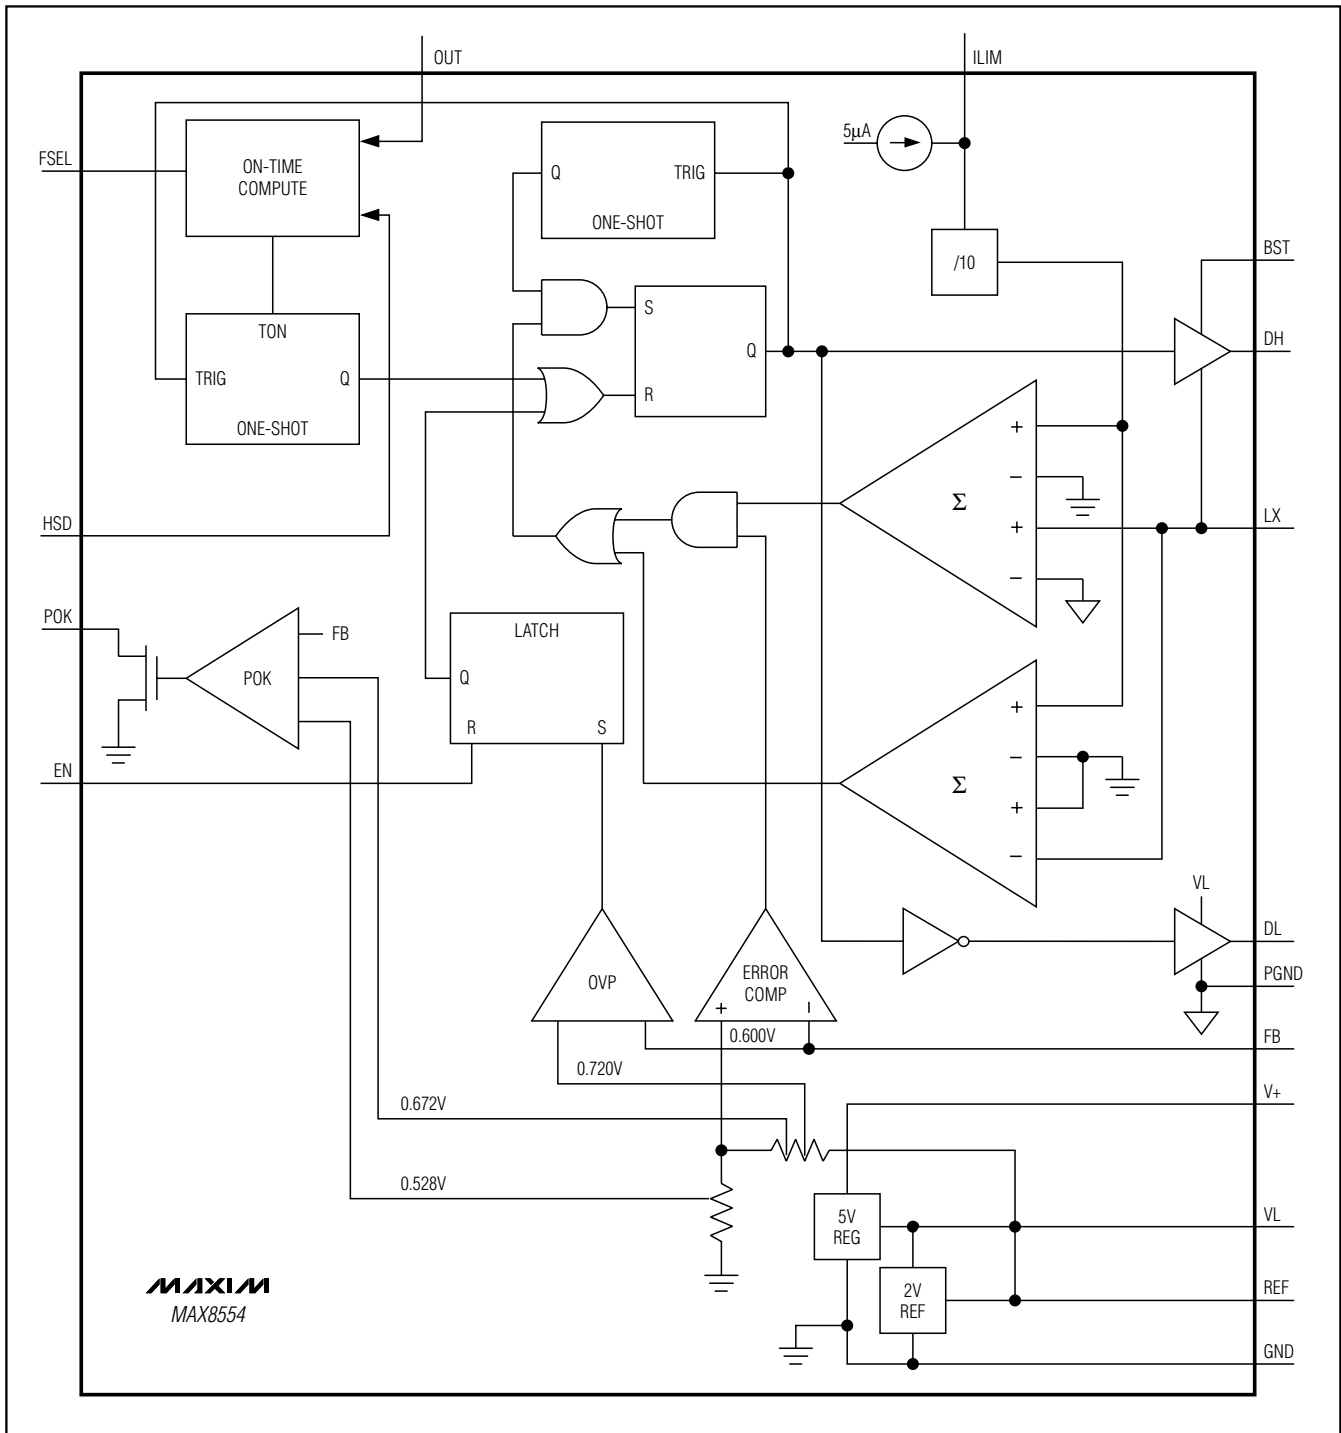 OUT
ILIM
5µA
FSEL
ON-TIME
COMPUTE
Q
TRIG
ONE-SHOT
/10
BST
TON
TRIG
Q
ONE-SHOT
S
Q
R
DH
+
−
Σ
+
−
HSD
LX
POK
FB
POK
LATCH
Q
R
S
EN
+
−
Σ
+
−
VL
DL
PGND
OVP
ERROR
COMP
+
−
0.600V
FB
0.720V
0.672V
V+
0.528V
5V
REG
VL
2V
REF
REF
GND
MAXIM
MAX8554